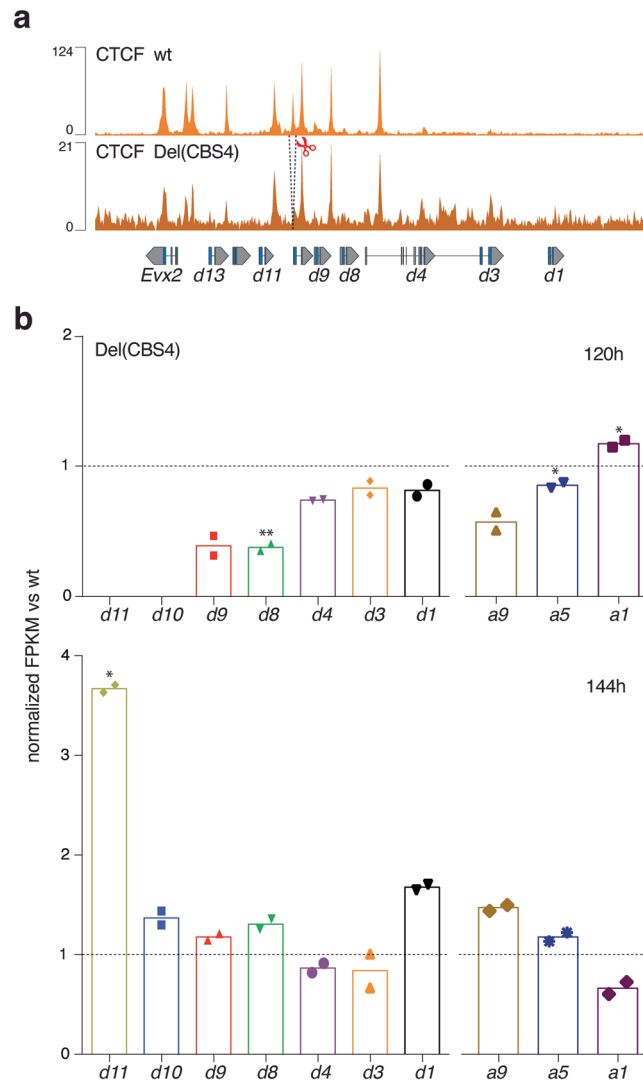 a
124
CTCF wt
0
21
CTCF Del(CBS4)
0
Evx2 d13 d11 d9 d8 d4 d3 d1
b
2
Del(CBS4)
120h
*
1
*
**
0
d11 d10 d9 d8 d4 d3 d1 a9 a5 a1
normalized FPKM vs wt
4
144h
*
3
2
1
0
d11 d10 d9 d8 d4 d3 d1 a9 a5 a1